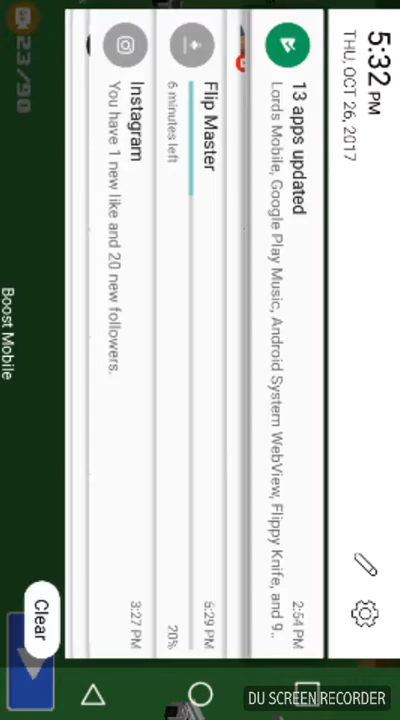 5:32 PM
THU, OCT 26, 2017
13 apps updated
2:54 PM
Lords Mobile, Google Play Music, Android System WebView, Flippy Knife, and 9..
Flip Master
5:29 PM
6 minutes left
20%
Instagram
3:27 PM
You have 1 new like and 20 new followers.
Clear
Boost Mobile
23/90
DU SCREEN RECORDER